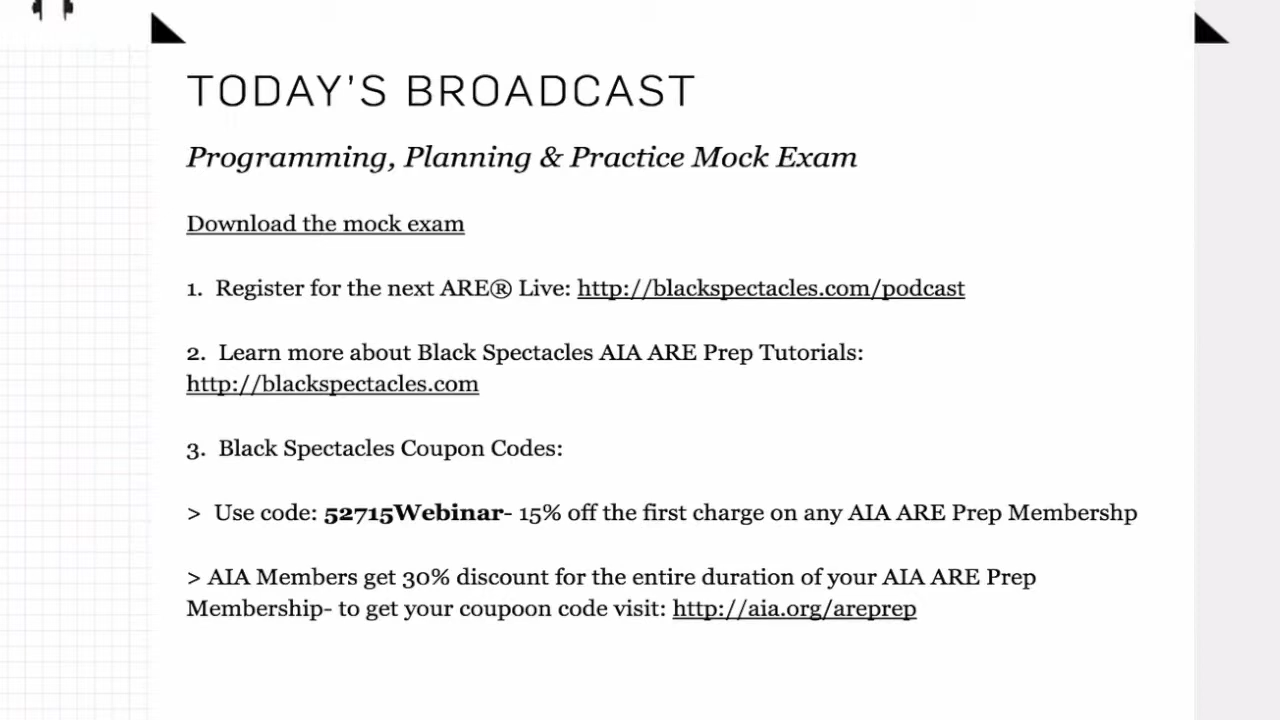 TODAY'S BROADCAST
Programming, Planning & Practice Mock Exam
Download the mock exam
1. Register for the next ARE® Live: http://blackspectacles.com/podcast
2. Learn more about Black Spectacles AIA ARE Prep Tutorials:
http://blackspectacles.com
3. Black Spectacles Coupon Codes:
> Use code: 52715Webinar- 15% off the first charge on any AIA ARE Prep Membershp
> AIA Members get 30% discount for the entire duration of your AIA ARE Prep
Membership- to get your coupoon code visit: http://aia.org/areprep